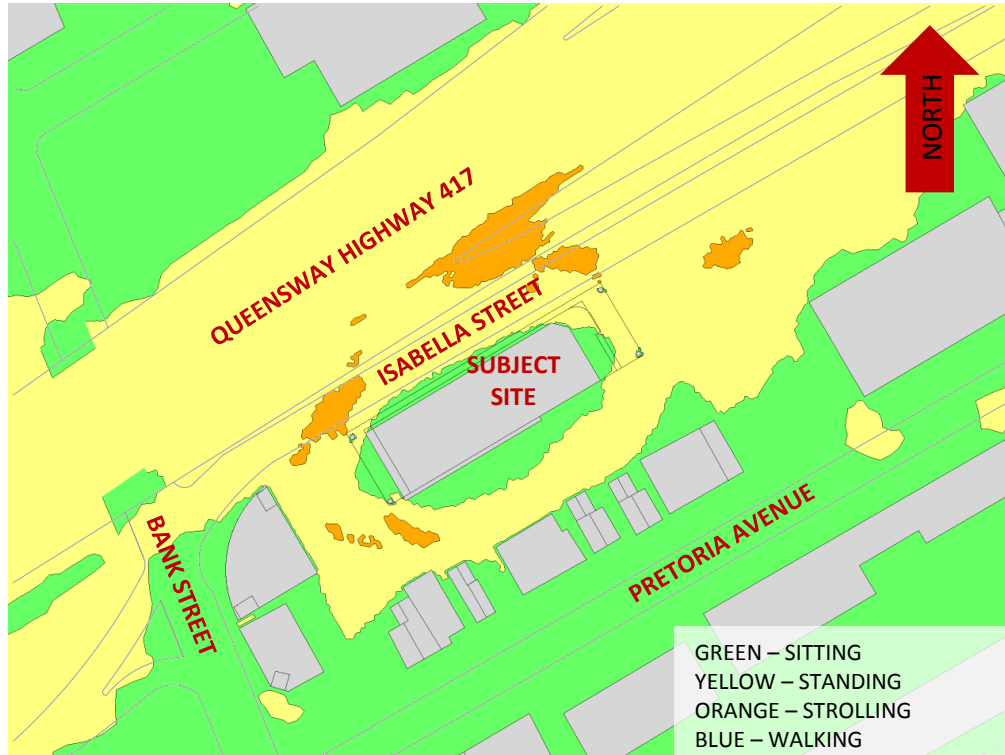 NORTH
QUEENSWAY HIGHWAY 417
ISABELLA STREET
SUBJECT
SITE
BANK STREET
PRETORIA AVENUE
GREEN – SITTING
YELLOW – STANDING
ORANGE – STROLLING
BLUE – WALKING